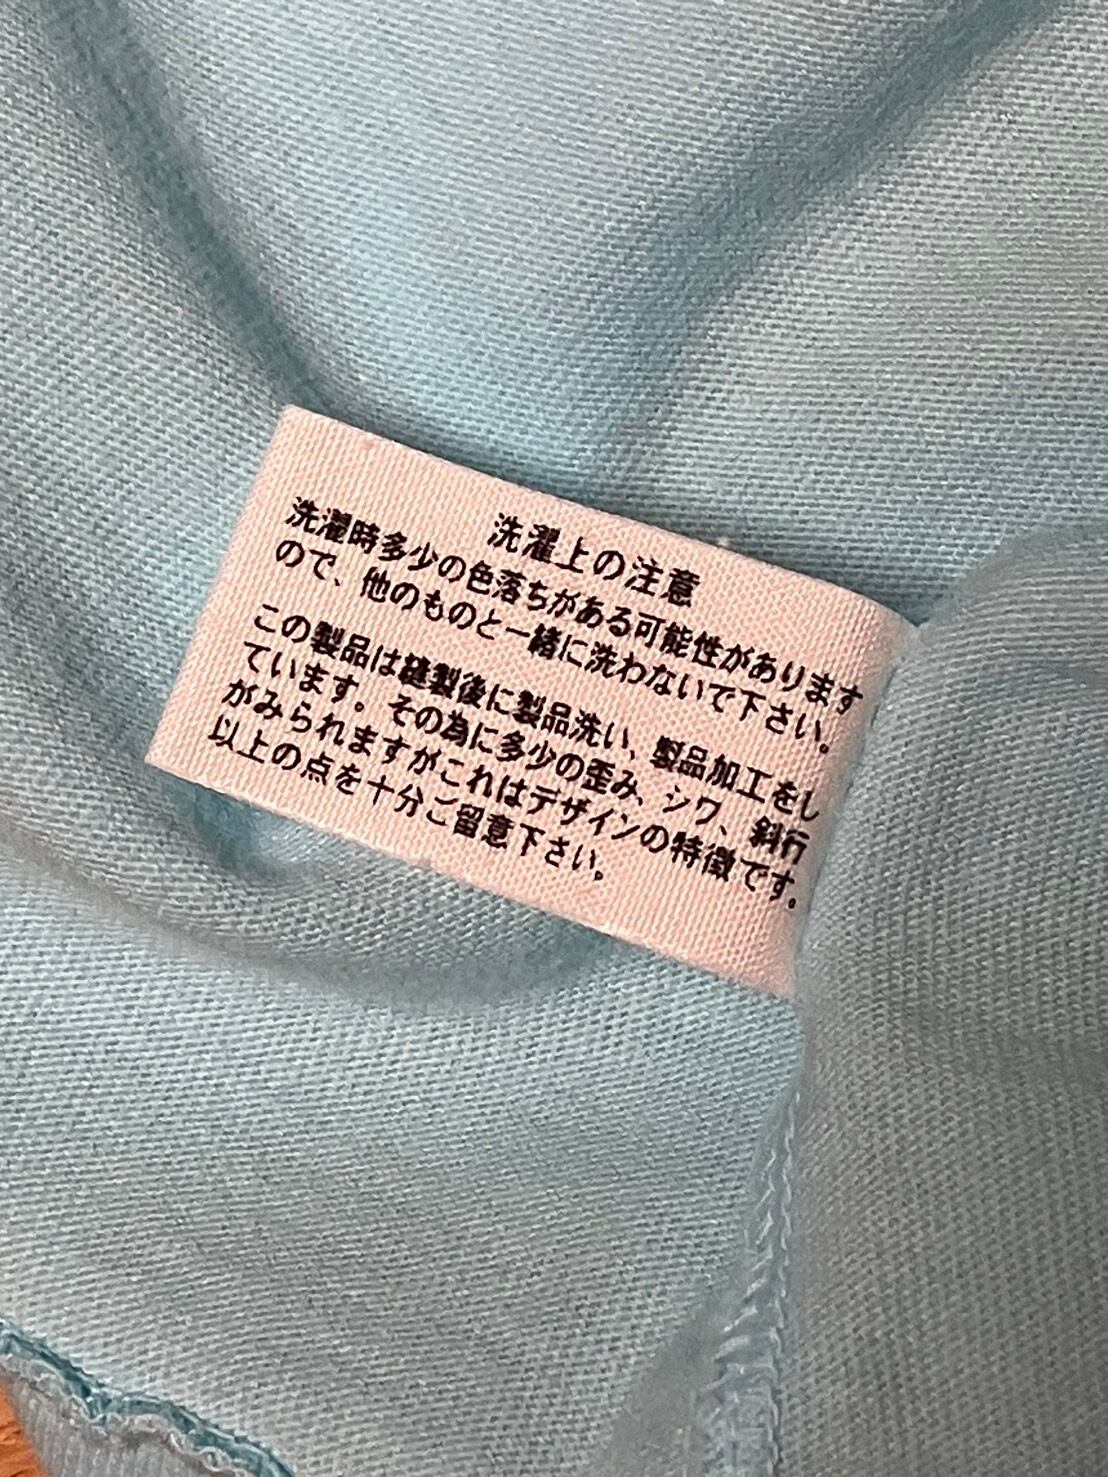 洗濯上の注意
洗濯時多少の色落ちがある可能性があります
ので、他のものと一緒に洗わないで下さい。
この製品は縫製後に製品洗い、製品加工をし
ています。その為に多少の歪み、シワ、斜行
がみられますがこれはデザインの特徴です。
以上の点を十分ご留意下さい。